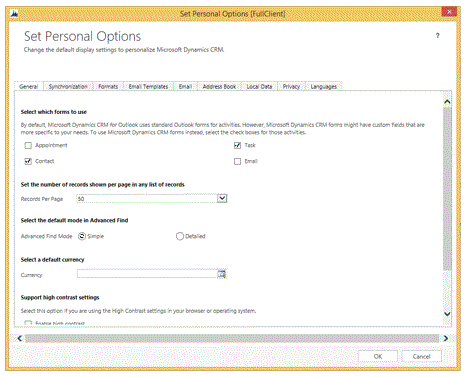 Set Personal Options [FullClient]
Set Personal Options
?
Change the default display settings to personalize Microsoft Dynamics CRM.
General Synchronization Formats Email Templates Email Address Book Local Data Privacy Languages
Select which forms to use
By default, Microsoft Dynamics CRM for Outlook uses standard Outlook forms for activities. However, Microsoft Dynamics CRM forms might have custom fields that are
more specific to your needs. To use Microsoft Dynamics CRM forms instead, select the check boxes for those activities.
Appointment Task
Contact Email
Set the number of records shown per page in any list of records
Records Per Page 50
Select the default mode in Advanced Find
Advanced Find Mode Simple Detailed
Select a default currency
Currency
Support high contrast settings
Select this option if you are using the High Contrast settings in your browser or operating system.
Enable high contrast
OK Cancel